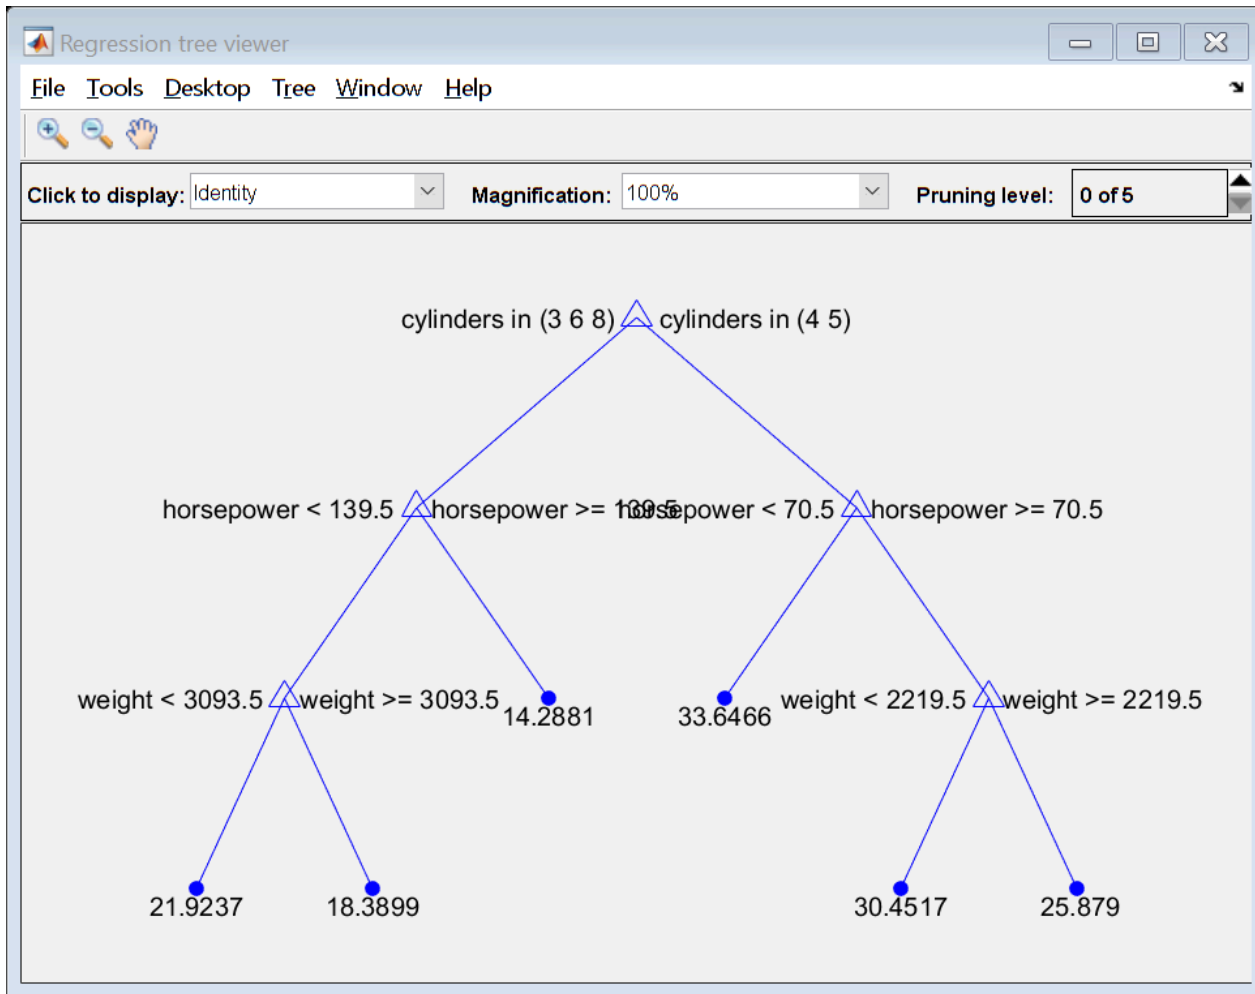 Regression tree viewer
File Tools Desktop Tree Window Help
Click to display: Identity Magnification: 100% Pruning level: 0 of 5
cylinders in (3 6 8) cylinders in (4 5)
horsepower < 139.5 horsepower >= 139.5 horsepower < 70.5 horsepower >= 70.5
weight < 3093.5 weight >= 3093.5 14.2881 33.6466 weight < 2219.5 weight >= 2219.5
21.9237 18.3899 30.4517 25.879